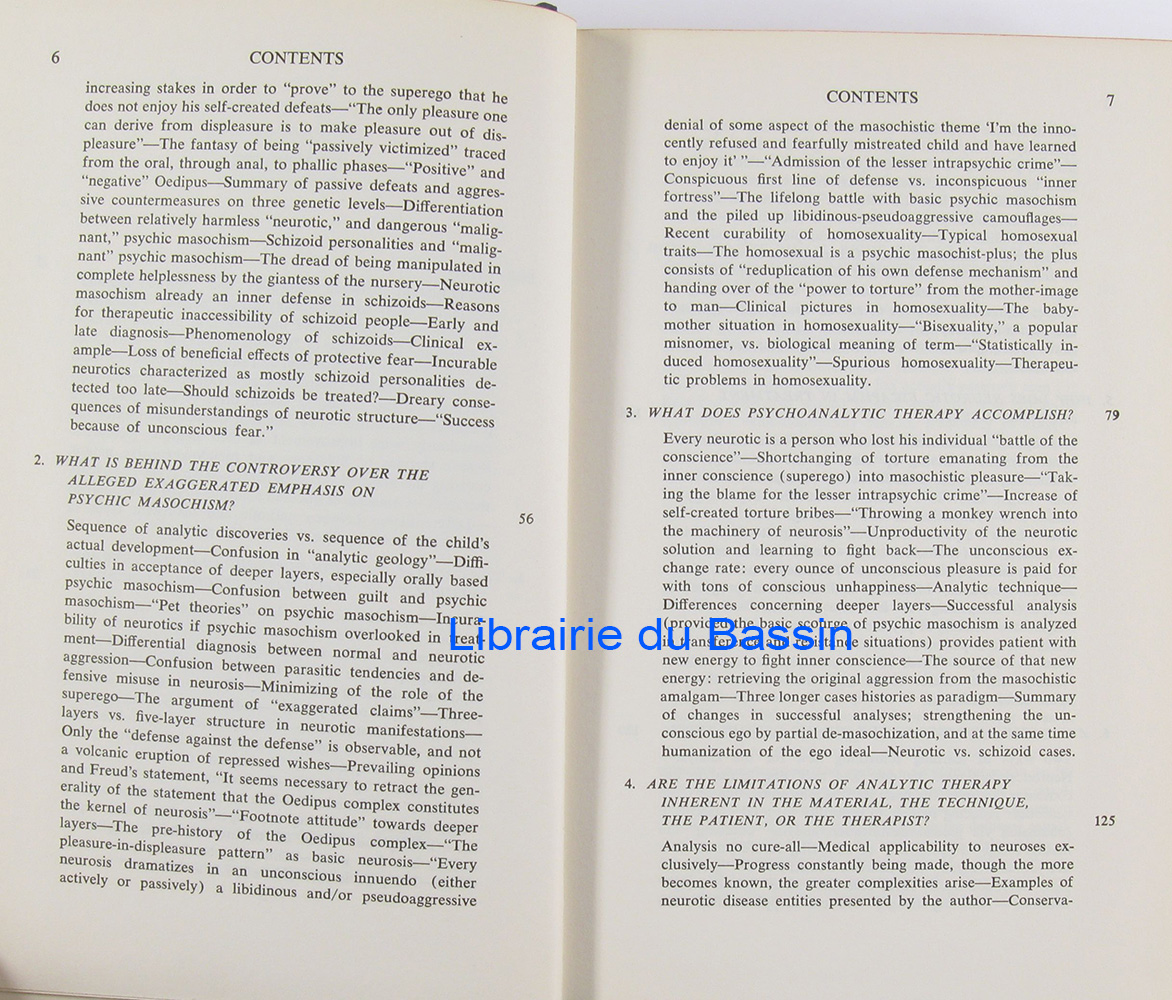 6
CONTENTS
increasing stakes in order to “prove” to the superego that he
does not enjoy his self-created defeats—“The only pleasure one
can derive from displeasure is to make pleasure out of dis-
pleasure”—The fantasy of being “passively victimized” traced
from the oral, through anal, to phallic phases—“Positive” and
“negative” Oedipus—Summary of passive defeats and aggres-
sive countermeasures on three genetic levels—Differentiation
between relatively harmless “neurotic,” and dangerous “malig-
nant,” psychic masochism—Schizoid personalities and “malig-
nant” psychic masochism—The dread of being manipulated in
complete helplessness by the giantess of the nursery—Neurotic
masochism already an inner defense in schizoids—Reasons
for therapeutic inaccessibility of schizoid people—Early and
late diagnosis—Phenomenology of schizoids—Clinical ex-
ample—Loss of beneficial effects of protective fear—Incurable
neurotics characterized as mostly schizoid personalities de-
tected too late—Should schizoids be treated?—Dreary conse-
quences of misunderstandings of neurotic structure—“Success
because of unconscious fear.”
2. WHAT IS BEHIND THE CONTROVERSY OVER THE
ALLEGED EXAGGERATED EMPHASIS ON
PSYCHIC MASOCHISM? 56
Sequence of analytic discoveries vs. sequence of the child’s
actual development—Confusion in “analytic geology”—Diffi-
culties in acceptance of deeper layers, especially orally based
psychic masochism—Confusion between guilt and psychic
masochism—“Pet theories” on psychic masochism—Incura-
bility of neurotics if psychic masochism overlooked in treat-
ment—Differential diagnosis between normal and neurotic
aggression—Confusion between parasitic tendencies and de-
fensive misuse in neurosis—Minimizing of the role of the
superego—The argument of “exaggerated claims”—Three-
layers vs. five-layer structure in neurotic manifestations—
Only the “defense against the defense” is observable, and not
a volcanic eruption of repressed wishes—Prevailing opinions
and Freud’s statement, “It seems necessary to retract the gen-
erality of the statement that the Oedipus complex constitutes
the kernel of neurosis”—“Footnote attitude” towards deeper
layers—The pre-history of the Oedipus complex—“The
pleasure-in-displeasure pattern” as basic neurosis—“Every
neurosis dramatizes in an unconscious innuendo (either
actively or passively) a libidinous and/or pseudoaggressive
CONTENTS
7
denial of some aspect of the masochistic theme ‘I’m the inno-
cently refused and fearfully mistreated child and have learned
to enjoy it’ ”—“Admission of the lesser intrapsychic crime”—
Conspicuous first line of defense vs. inconspicuous “inner
fortress”—The lifelong battle with basic psychic masochism
and the piled up libidinous-pseudoaggressive camouflages—
Recent curability of homosexuality—Typical homosexual
traits—The homosexual is a psychic masochist-plus; the plus
consists of “reduplication of his own defense mechanism” and
handing over of the “power to torture” from the mother-image
to man—Clinical pictures in homosexuality—The baby-
mother situation in homosexuality—“Bisexuality,” a popular
misnomer, vs. biological meaning of term—“Statistically in-
duced homosexuality”—Spurious homosexuality—Therapeu-
tic problems in homosexuality.
3. WHAT DOES PSYCHOANALYTIC THERAPY ACCOMPLISH? 79
Every neurotic is a person who lost his individual “battle of the
conscience”—Shortchanging of torture emanating from the
inner conscience (superego) into masochistic pleasure—“Tak-
ing the blame for the lesser intrapsychic crime”—Increase of
self-created torture bribes—“Throwing a monkey wrench into
the machinery of neurosis”—Unproductivity of the neurotic
solution and learning to fight back—The unconscious ex-
change rate: every ounce of unconscious pleasure is paid for
with tons of conscious unhappiness—Analytic technique—
Differences concerning deeper layers—Successful analysis
(provided the basic scourge of psychic masochism is analyzed
in transference and resistance situations) provides patient with
new energy to fight inner conscience—The source of that new
energy: retrieving the original aggression from the masochistic
amalgam—Three longer cases histories as paradigm—Summary
of changes in successful analyses; strengthening the un-
conscious ego by partial de-masochization, and at the same time
humanization of the ego ideal—Neurotic vs. schizoid cases.
4. ARE THE LIMITATIONS OF ANALYTIC THERAPY
INHERENT IN THE MATERIAL, THE TECHNIQUE,
THE PATIENT, OR THE THERAPIST? 125
Analysis no cure-all—Medical applicability to neuroses ex-
clusively—Progress constantly being made, though the more
becomes known, the greater complexities arise—Examples of
neurotic disease entities presented by the author—Conserva-
Librairie du Bassin